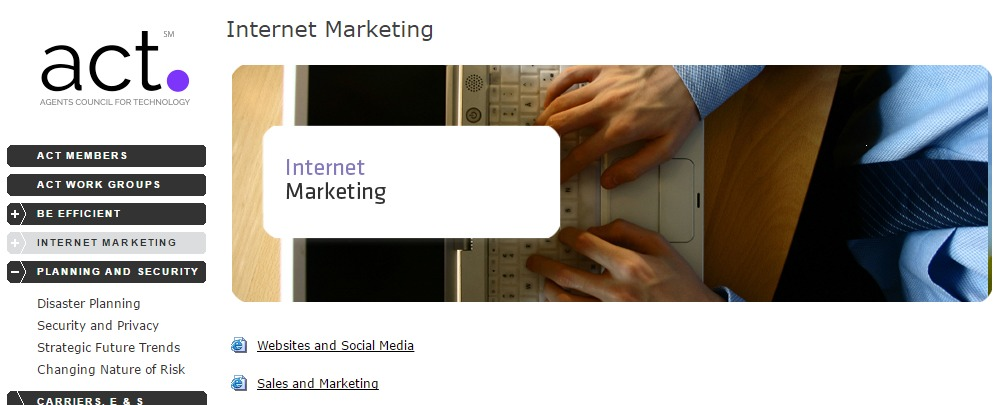 act.
SM
AGENTS COUNCIL FOR TECHNOLOGY
ACT MEMBERS
ACT WORK GROUPS
BE EFFICIENT
INTERNET MARKETING
PLANNING AND SECURITY
Disaster Planning
Security and Privacy
Strategic Future Trends
Changing Nature of Risk
CARRIERS, E & S
Internet Marketing
Internet
Marketing
Websites and Social Media
Sales and Marketing